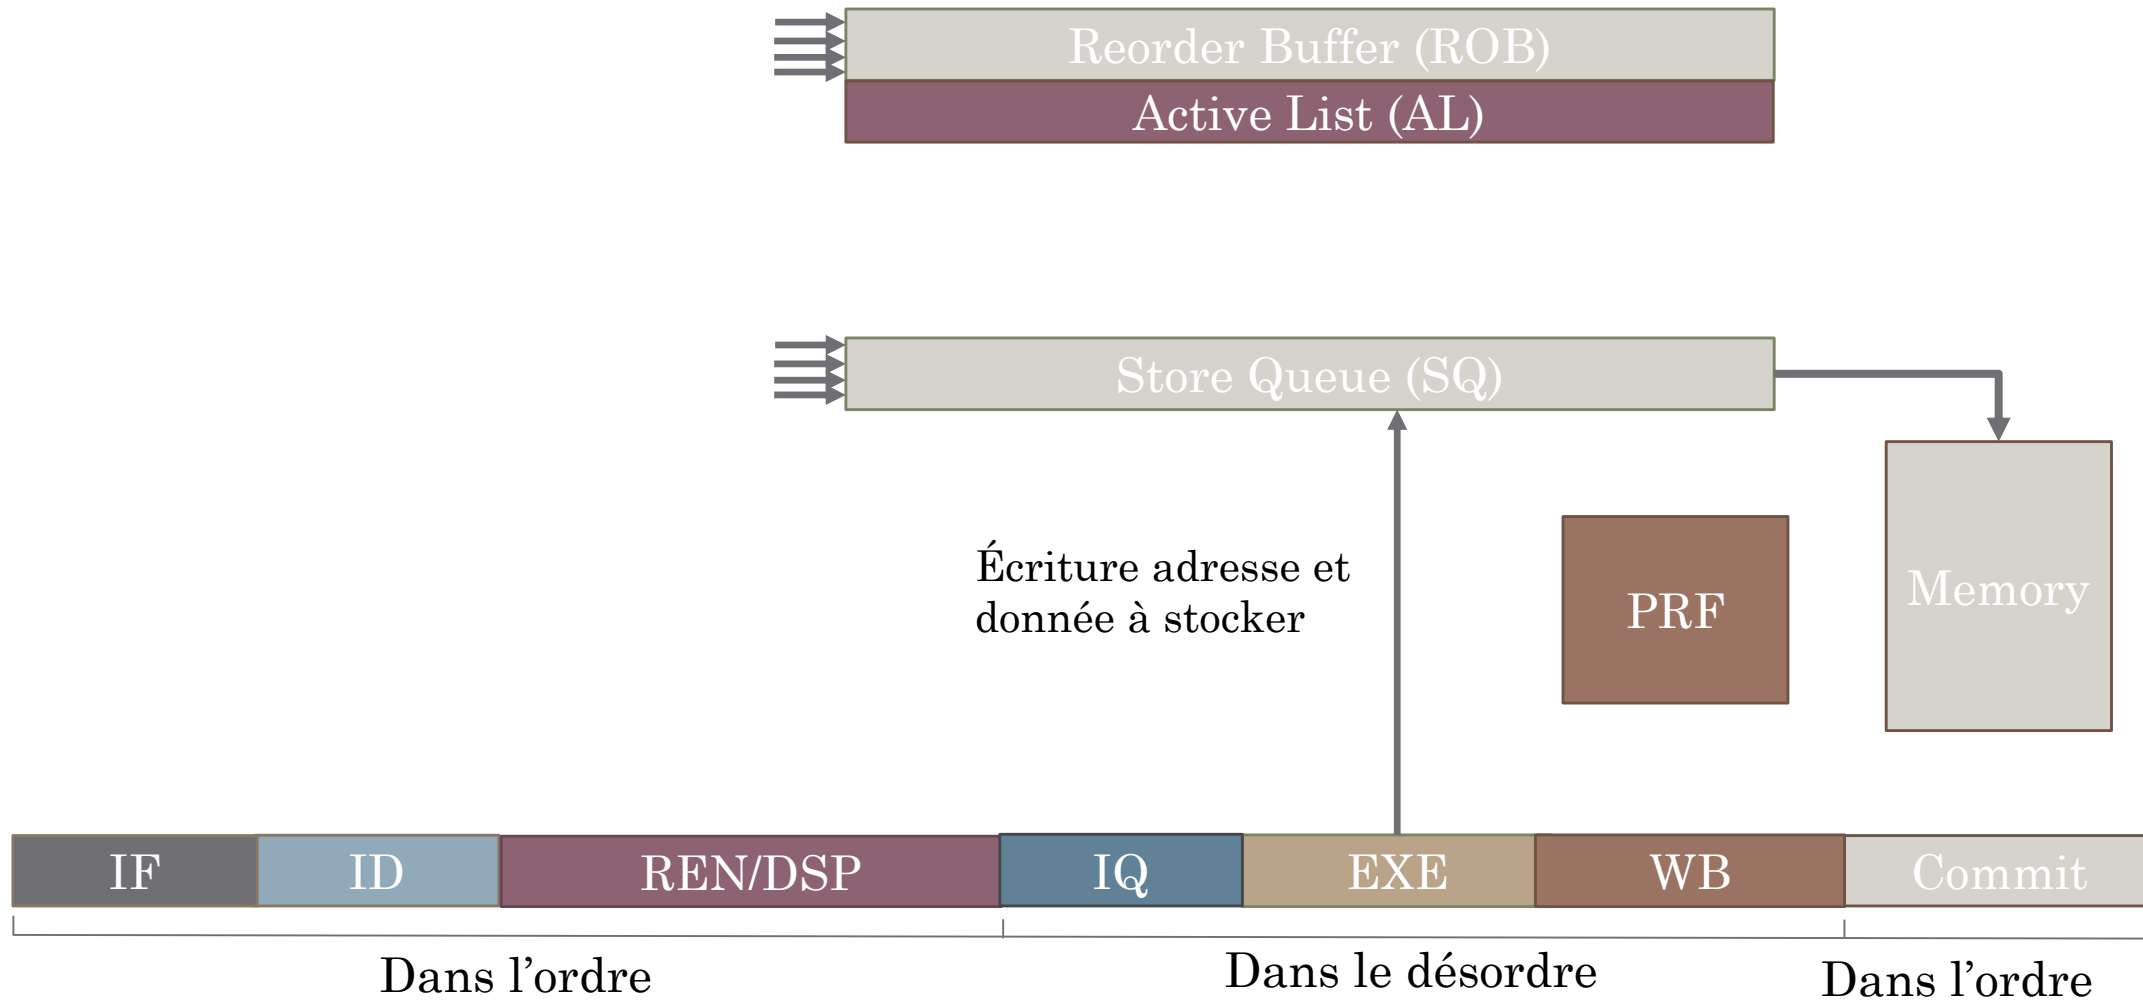 Reorder Buffer (ROB)
Active List (AL)
Store Queue (SQ)
Écriture adresse et
donnée à stocker
PRF
Memory
IF
ID
REN/DSP
IQ
EXE
WB
Commit
Dans l’ordre
Dans le désordre
Dans l’ordre